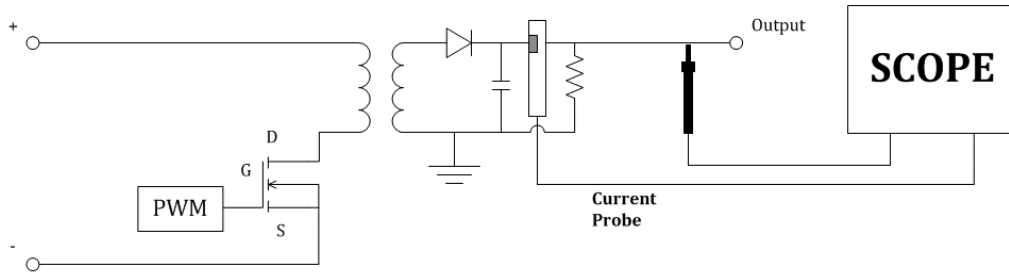 +
Output
SCOPE
D
G
PWM
S
Current
Probe
-